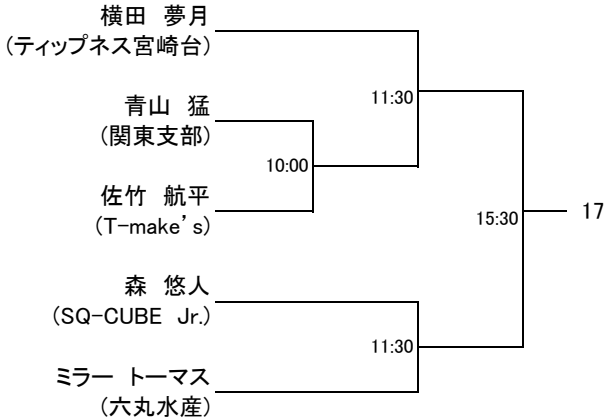 横田　夢月
(ティップネス宮崎台)
11:30
青山　猛
(関東支部)
10:00
佐竹　航平
(T-make's)
15:30
17
森　悠人
(SQ-CUBE　Jr.)
11:30
ミラー　トーマス
(六丸水産)